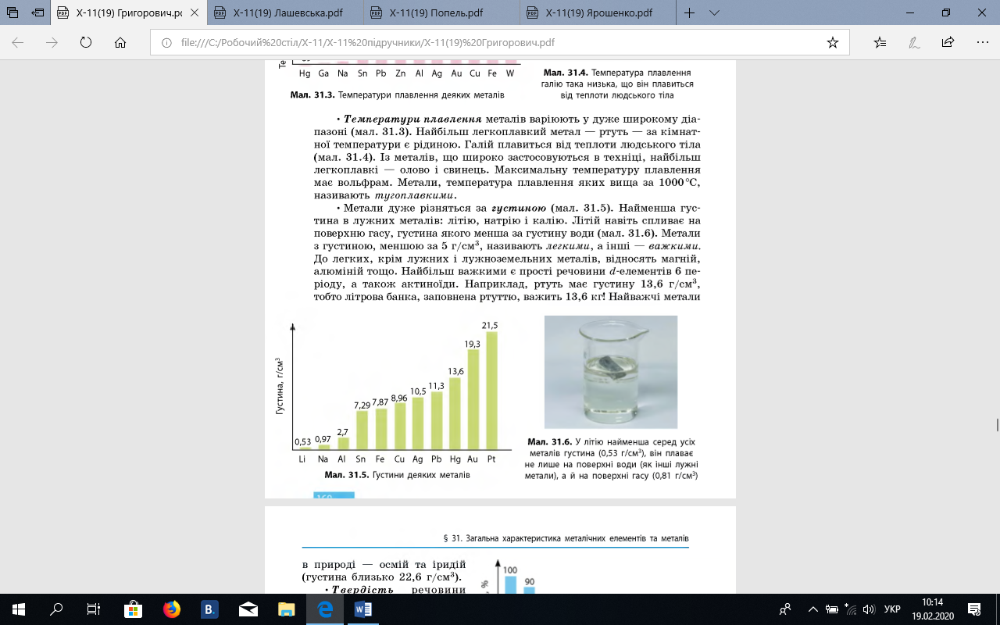 Х-11(19) Григорович.pdf
Х-11(19) Лашевська.pdf
Х-11(19) Попель.pdf
Х-11(19) Ярошенко.pdf
file:///C:/Робочий%20стіл/Х-11/Х-11%20підручники/Х-11(19)%20Григорович.pdf
Те
Hg Ga Na Sn Pb Zn Al Ag Au Cu Fe W
Мал. 31.3. Температури плавлення деяких металів
Мал. 31.4. Температура плавлення
галію така низька, що він плавиться
від теплоти людського тіла
• Температури плавлення металів варіюють у дуже широкому діа-
пазоні (мал. 31.3). Найбільш легкоплавкий метал — ртуть — за кімнат-
ної температури є рідиною. Галій плавиться від теплоти людського тіла
(мал. 31.4). Із металів, що широко застосовуються в техніці, найбільш
легкоплавкі — олово і свинець. Максимальну температуру плавлення
має вольфрам. Метали, температура плавлення яких вища за 1000 °С,
називають тугоплавкими.
• Метали дуже різняться за густиною (мал. 31.5). Найменша гус-
тина в лужних металів: літію, натрію і калію. Літій навіть спливає на
поверхню гасу, густина якого менша за густину води (мал. 31.6). Метали
з густиною, меншою за 5 г/см³, називають легкими, а інші — важкими.
До легких, крім лужних і лужноземельних металів, відносять магній,
алюміній тощо. Найбільш важкими є прості речовини d-елементів 6 пе-
ріоду, а також актиноїди. Наприклад, ртуть має густину 13,6 г/см³,
тобто літрова банка, заповнена ртуттю, важить 13,6 кг! Найважчі метали
Густина, г/см³
0,53 0,97 2,7 7,29 7,87 8,96 10,5 11,3 13,6 19,3 21,5
Li Na Al Sn Fe Cu Ag Pb Hg Au Pt
Мал. 31.5. Густини деяких металів
Мал. 31.6. У літію найменша серед усіх
металів густина (0,53 г/см³), він плаває
не лише на поверхні води (як інші лужні
метали), а й на поверхні гасу (0,81 г/см³)
160
§ 31. Загальна характеристика металічних елементів та металів
в природі — осмій та іридій
(густина близько 22,6 г/см³).
• Твердість речовини
100
90
%
B.
УКР
10:14
19.02.2020